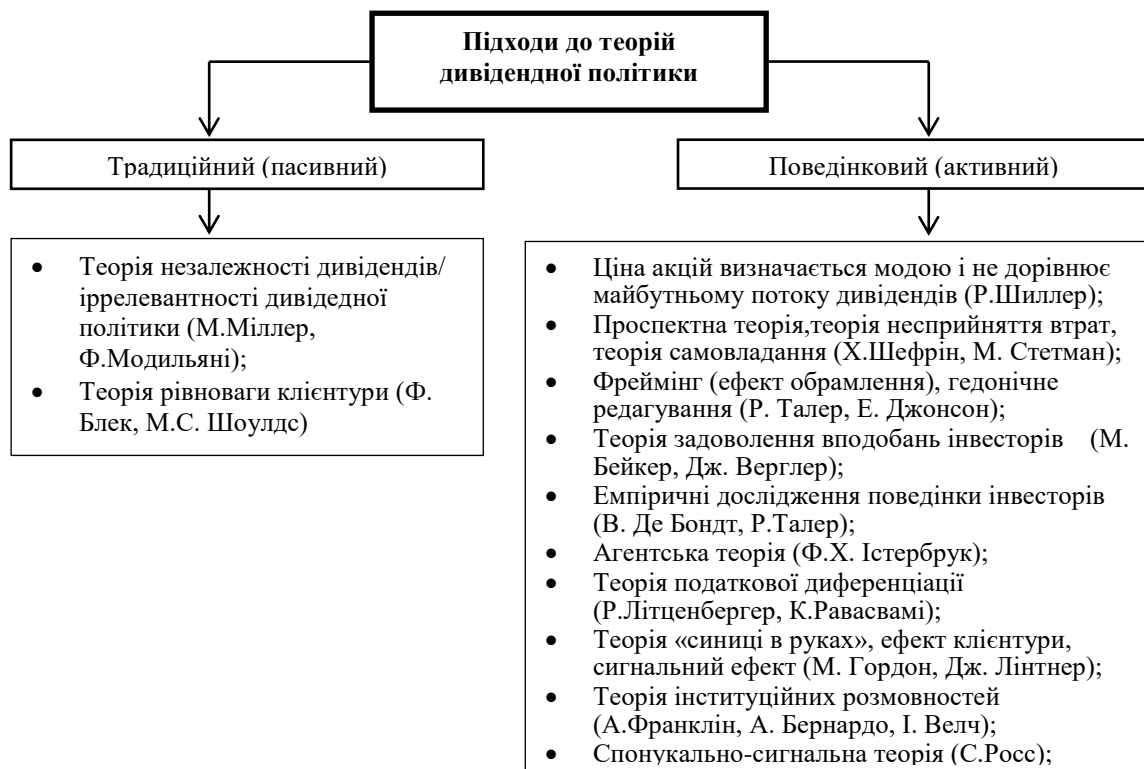 Підходи до теорій
дивідендної політики
Традиційний (пасивний)
Поведінковий (активний)
• Теорія незалежності дивідендів/
іррелевантності дивідедної
політики (М.Міллер,
Ф.Модильяні);
• Теорія рівноваги клієнтури (Ф.
Блек, М.С. Шоулдс)
• Ціна акцій визначається модою і не дорівнює
майбутньому потоку дивідендів (Р.Шиллер);
• Проспектна теорія,теорія несприйняття втрат,
теорія самовладання (Х.Шефрін, М. Стетман);
• Фреймінг (ефект обрамлення), гедонічне
редагування (Р. Талер, Е. Джонсон);
• Теорія задоволення вподобань інвесторів (М.
Бейкер, Дж. Верглер);
• Емпіричні дослідження поведінки інвесторів
(В. Де Бондт, Р.Талер);
• Агентська теорія (Ф.Х. Істербрук);
• Теорія податкової диференціації
(Р.Літценбергер, К.Равасвамі);
• Теорія «синиці в руках», ефект клієнтури,
сигнальний ефект (М. Гордон, Дж. Лінтнер);
• Теорія інституційних розмовностей
(А.Франклін, А. Бернардо, І. Велч);
• Спонукально-сигнальна теорія (С.Росс);